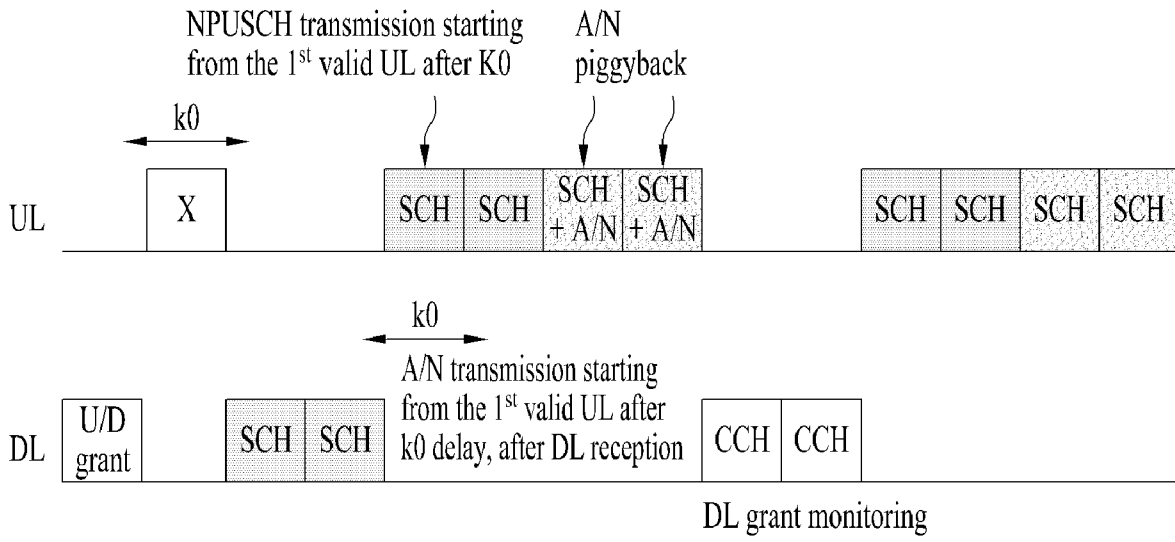 NPUSCH transmission starting
from the 1st valid UL after K0
A/N
piggyback
k0
UL
X
SCH
SCH
SCH
+ A/N
SCH
+ A/N
SCH
SCH
SCH
SCH
k0
A/N transmission starting
from the 1st valid UL after
k0 delay, after DL reception
DL
U/D
grant
SCH
SCH
CCH
CCH
DL grant monitoring